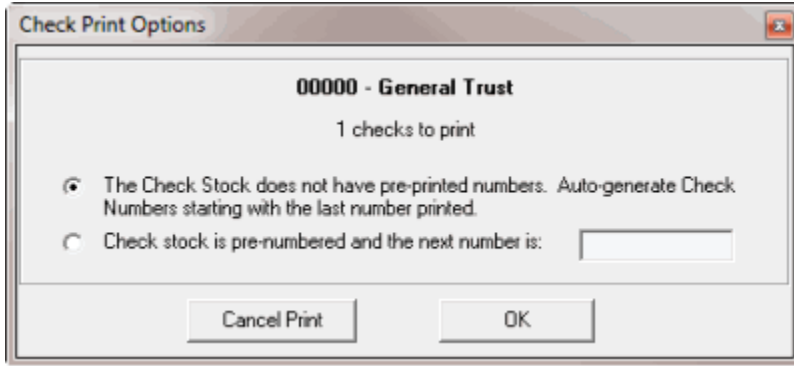 Check Print Options
00000 - General Trust
1 checks to print
The Check Stock does not have pre-printed numbers.  Auto-generate Check
Numbers starting with the last number printed.
Check stock is pre-numbered and the next number is:
Cancel Print
OK